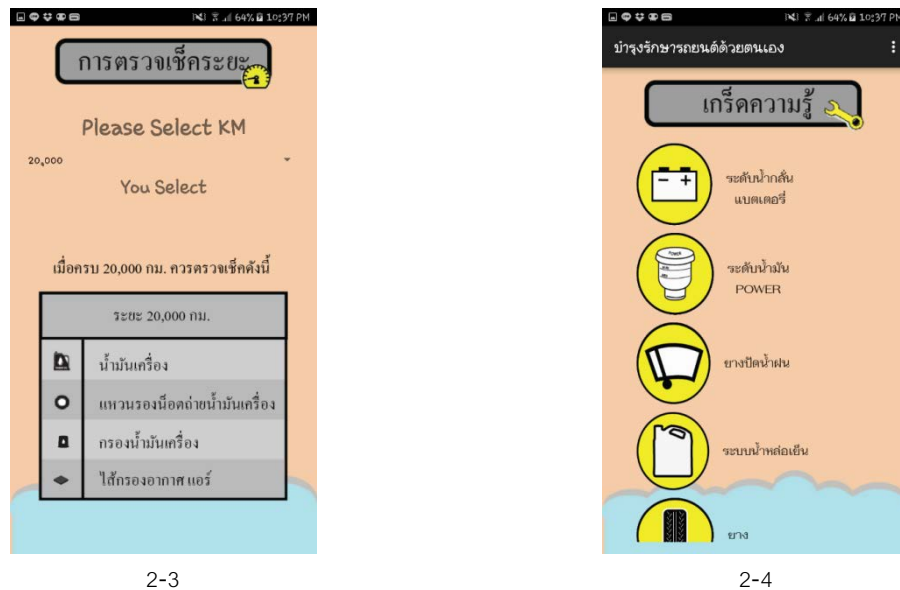 64% 10:37 PM
การตรวจเช็คระยะ
Please Select KM
20,000
You Select
เมื่อครบ 20,000 กม. ควรตรวจเช็คดังนี้
ระยะ 20,000 กม.
น้ำมันเครื่อง
แหวนรองน็อตถ่ายน้ำมันเครื่อง
กรองน้ำมันเครื่อง
ไส้กรองอากาศ แอร์
2-3
64% 10:37 PM
บำรุงรักษารถยนต์ด้วยตนเอง
เกร็ดความรู้
ระดับน้ำกลั่น
แบตเตอรี่
ระดับน้ำมัน
POWER
ยางปัดน้ำฝน
ระบบน้ำหล่อเย็น
ยาง
2-4